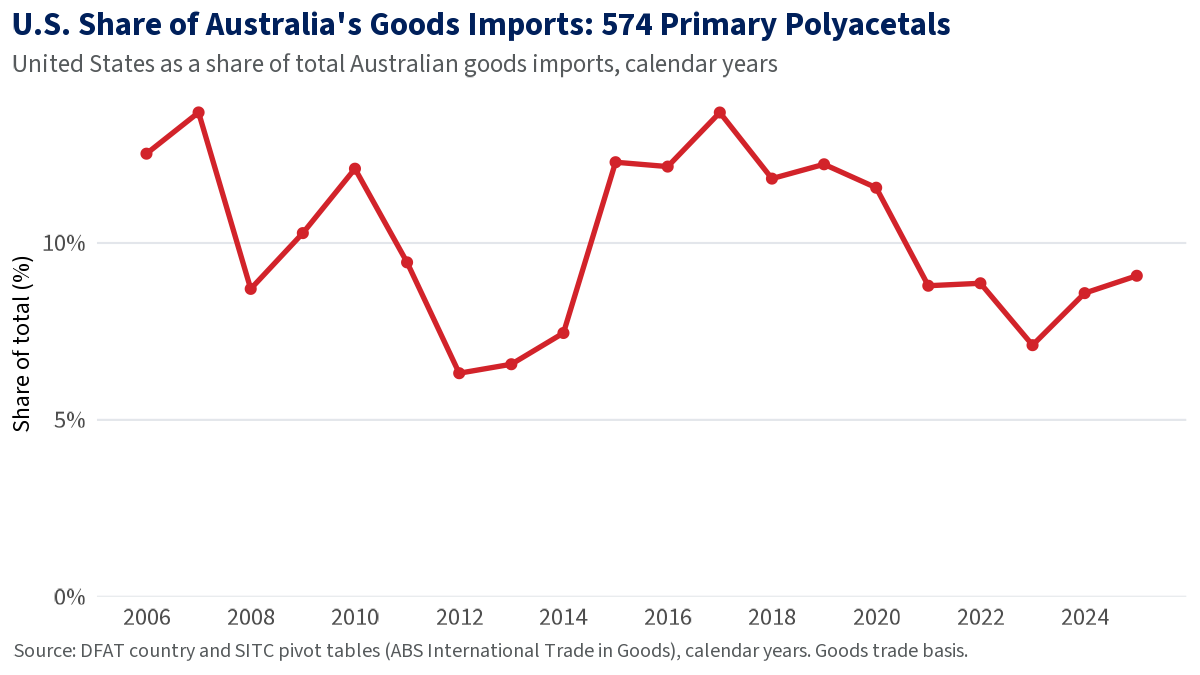 U.S. Share of Australia's Goods Imports: 574 Primary Polyacetals
United States as a share of total Australian goods imports, calendar years
Share of total (%)
10%
5%
0%
2006 2008 2010 2012 2014 2016 2018 2020 2022 2024
Source: DFAT country and SITC pivot tables (ABS International Trade in Goods), calendar years. Goods trade basis.